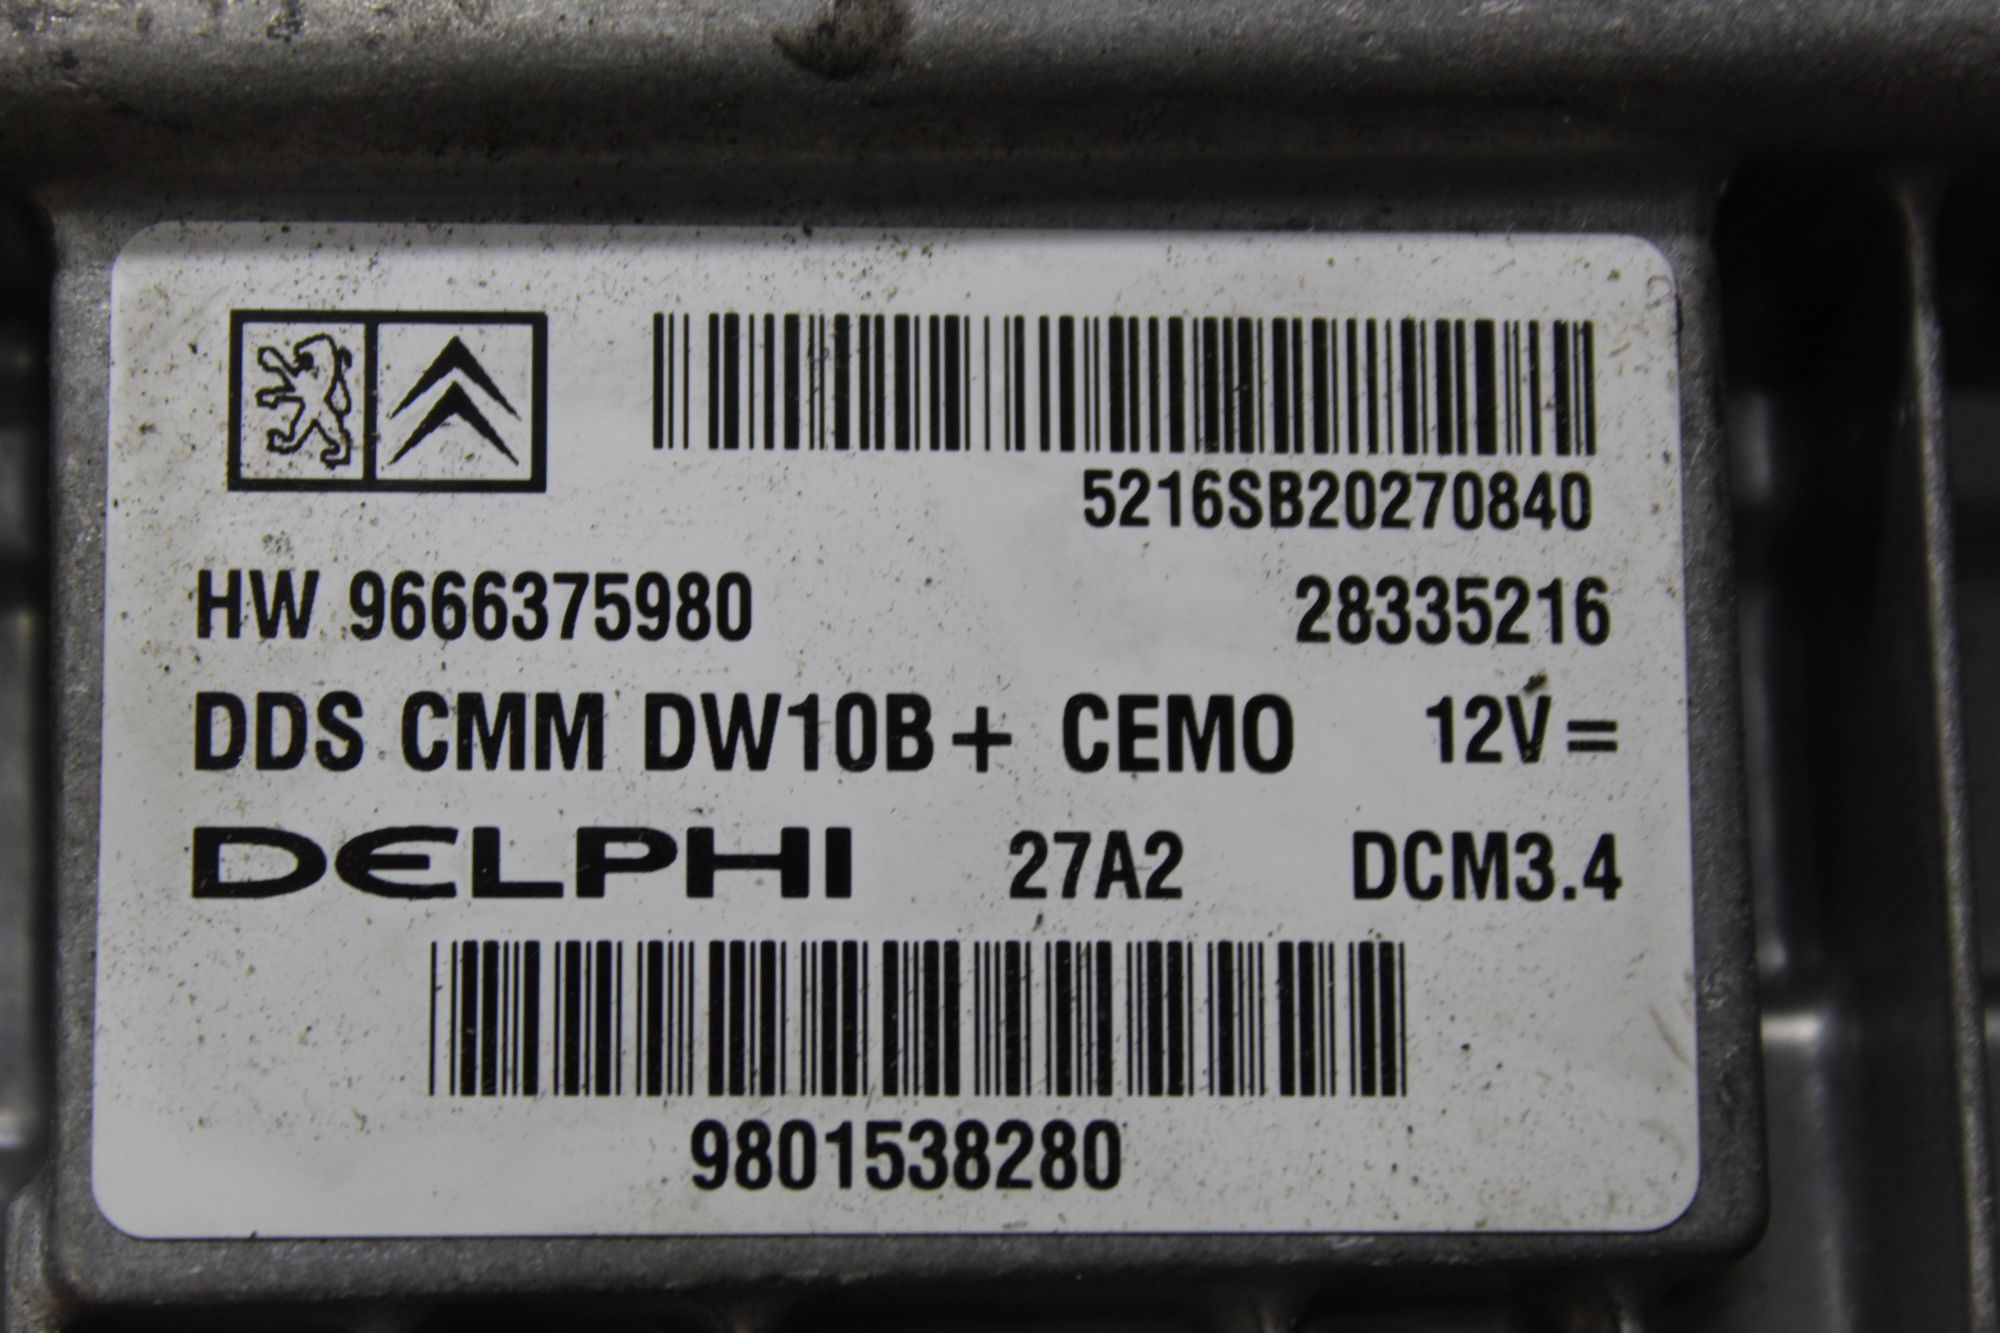 5216SB20270840
HW 9666375980 28335216
DDS CMM DW10B+ CEMO 12V=
DELPHI 27A2 DCM3.4
9801538280